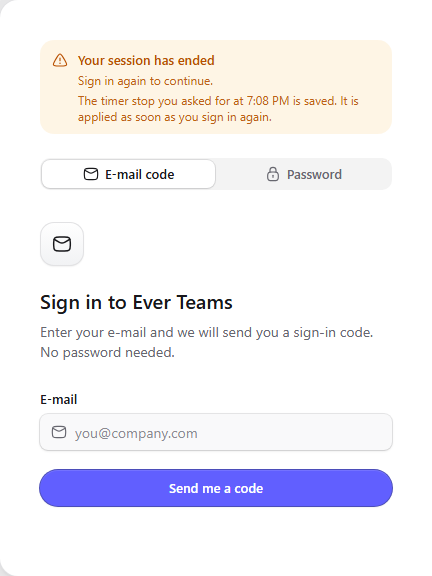 Your session has ended
Sign in again to continue.
The timer stop you asked for at 7:08 PM is saved. It is
applied as soon as you sign in again.
E-mail code
Password
Sign in to Ever Teams
Enter your e-mail and we will send you a sign-in code.
No password needed.
E-mail
you@company.com
Send me a code